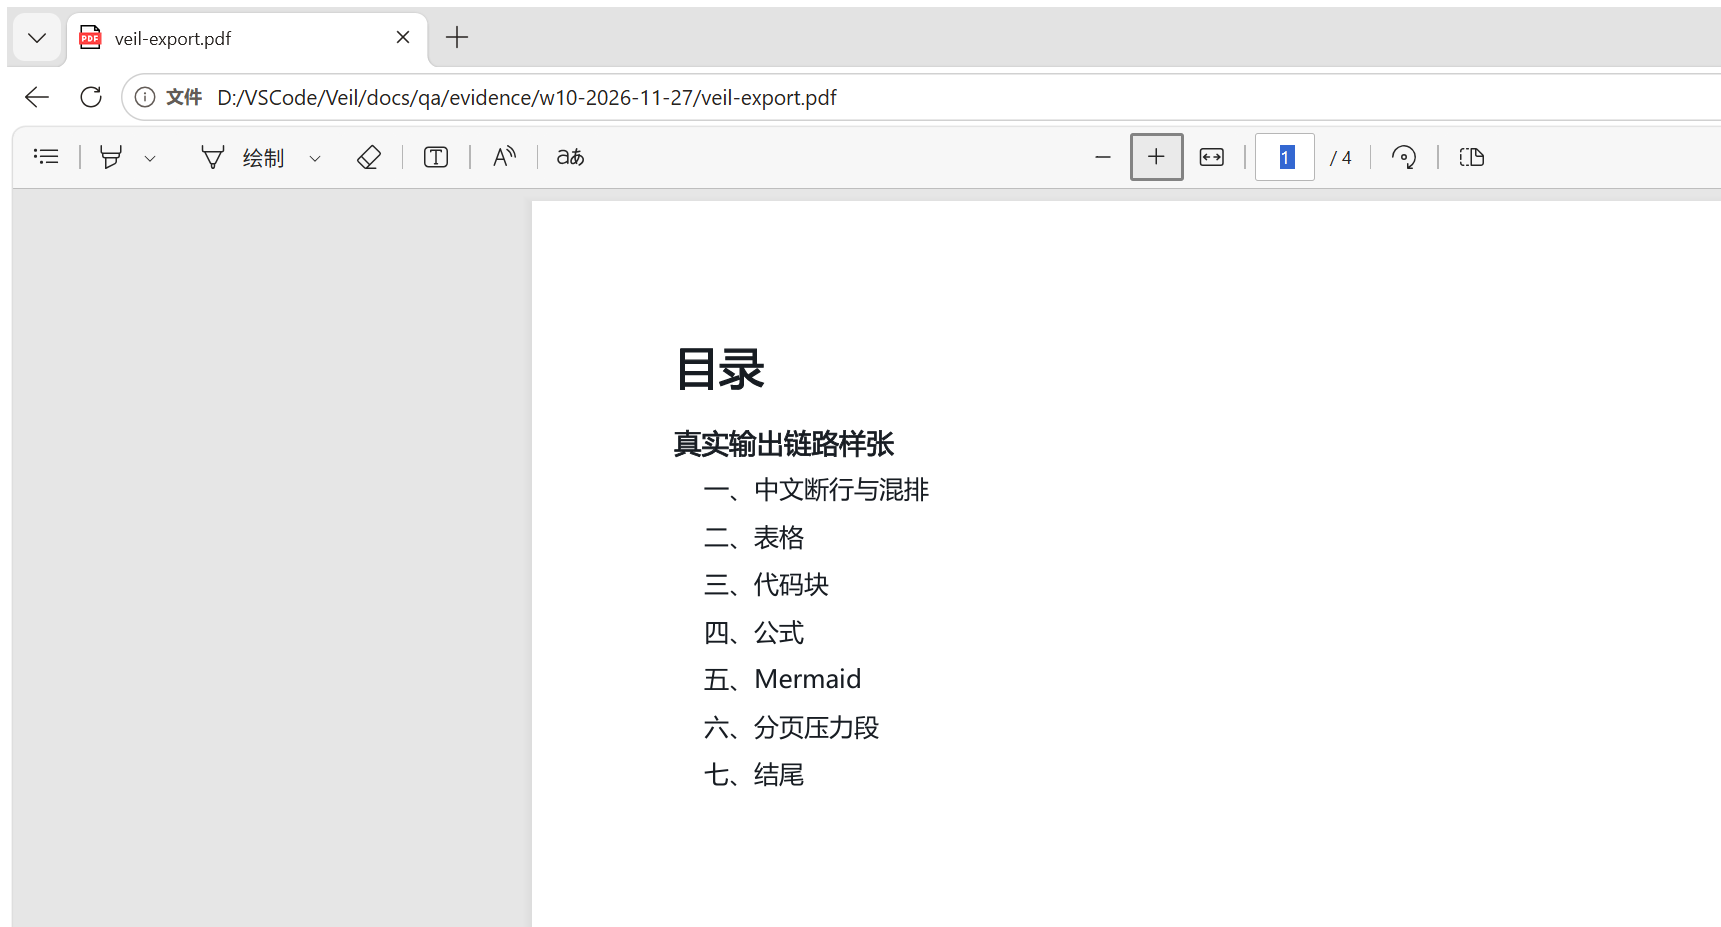 veil-export.pdf
文件 D:/VSCode/Veil/docs/qa/evidence/w10-2026-11-27/veil-export.pdf
绘制 aあ 1 / 4
目录
真实输出链路样张
一、中文断行与混排
二、表格
三、代码块
四、公式
五、Mermaid
六、分页压力段
七、结尾